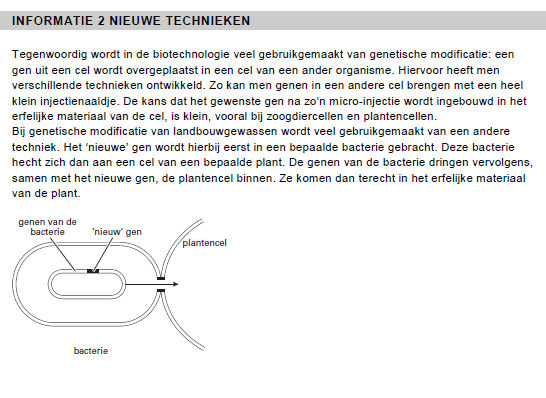 INFORMATIE 2 NIEUWE TECHNIEKEN
Tegenwoordig wordt in de biotechnologie veel gebruikgemaakt van genetische modificatie: een
gen uit een cel wordt overgeplaatst in een cel van een ander organisme. Hiervoor heeft men
verschillende technieken ontwikkeld. Zo kan men genen in een andere cel brengen met een heel
klein injectienaaldje. De kans dat het gewenste gen na zo'n micro-injectie wordt ingebouwd in het
erfelijke materiaal van de cel, is klein, vooral bij zoogdiercellen en plantencellen.
Bij genetische modificatie van landbouwgewassen wordt veel gebruikgemaakt van een andere
techniek. Het 'nieuwe' gen wordt hierbij eerst in een bepaalde bacterie gebracht. Deze bacterie
hecht zich dan aan een cel van een bepaalde plant. De genen van de bacterie dringen vervolgens,
samen met het nieuwe gen, de plantencel binnen. Ze komen dan terecht in het erfelijke materiaal
van de plant.
genen van de
bacterie
'nieuw' gen
plantencel
bacterie